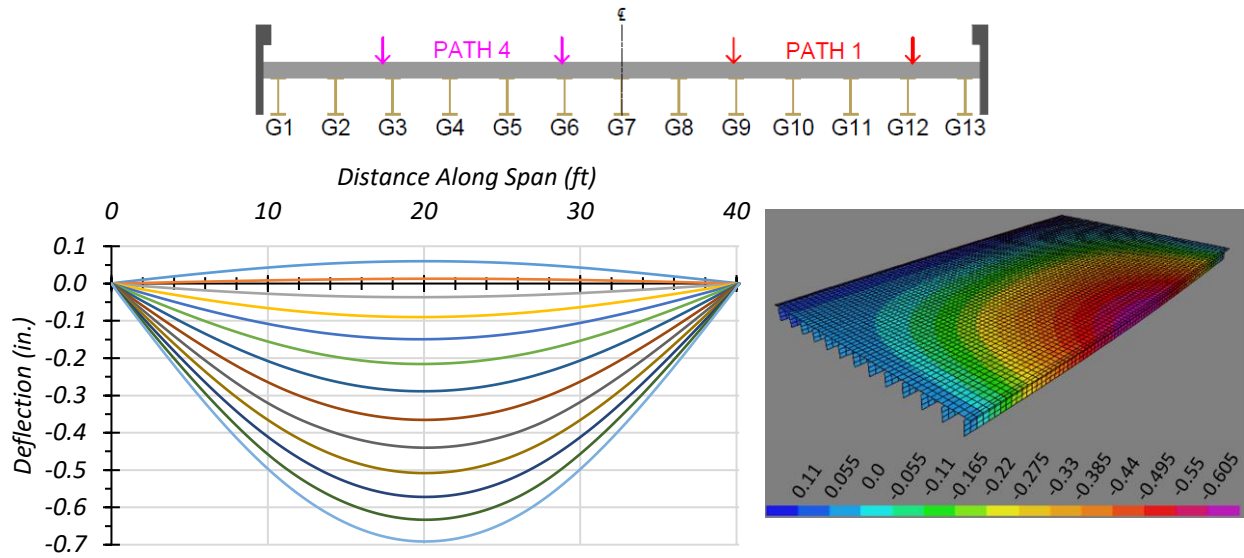 ℄
PATH 4 PATH 1
G1 G2 G3 G4 G5 G6 G7 G8 G9 G10 G11 G12 G13
Distance Along Span (ft)
0 10 20 30 40
0.1
0.0
-0.1
-0.2
-0.3
-0.4
-0.5
-0.6
-0.7
Deflection (in.)
0.11 0.055 0.0 -0.055 -0.11 -0.165 -0.22 -0.275 -0.33 -0.385 -0.44 -0.495 -0.55 -0.605